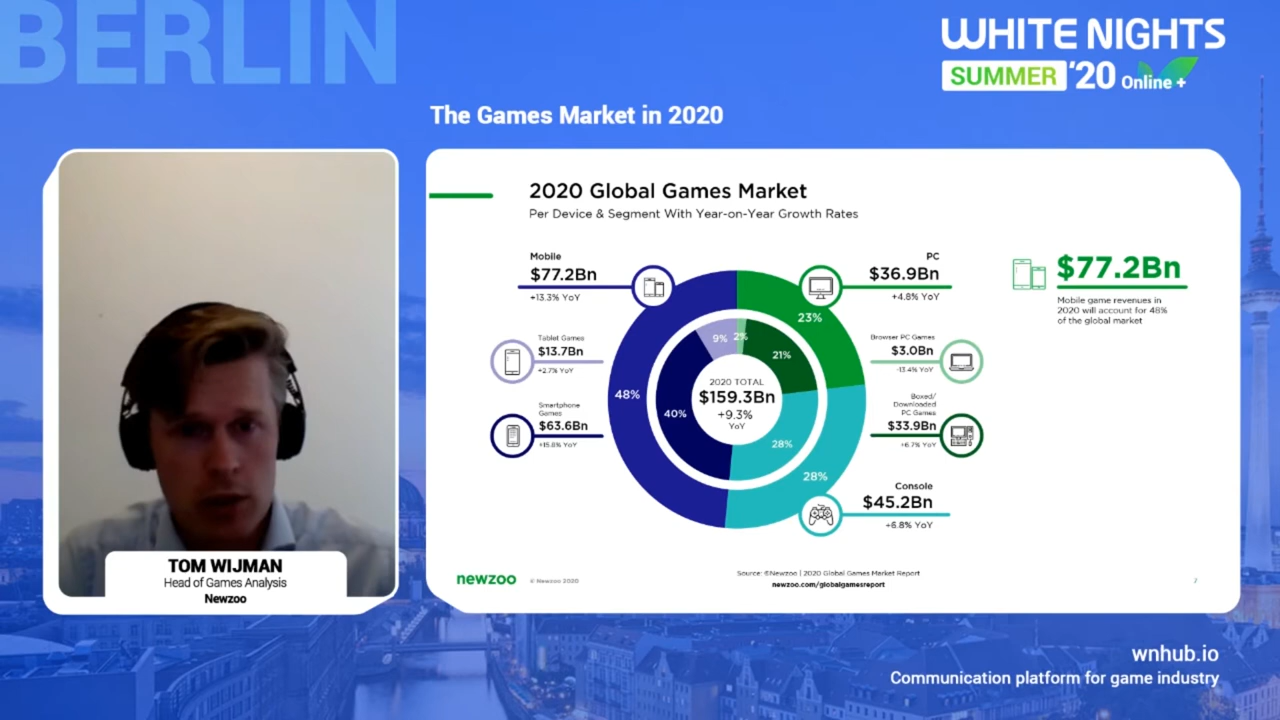 BERLIN
WHITE NIGHTS
SUMMER '20 Online +
The Games Market in 2020
2020 Global Games Market
Per Device & Segment With Year-on-Year Growth Rates
Mobile
$77.2Bn
+13.3% YoY
Tablet Games
$13.7Bn
+2.7% YoY
Smartphone
Games
$63.6Bn
+15.8% YoY
48%
40%
9%
2%
21%
23%
28%
28%
2020 TOTAL
$159.3Bn
+9.3%
YoY
PC
$36.9Bn
+4.8% YoY
Browser PC Games
$3.0Bn
-13.4% YoY
Boxed/
Downloaded
PC Games
$33.9Bn
+6.7% YoY
Console
$45.2Bn
+6.8% YoY
$77.2Bn
Mobile game revenues in
2020 will account for 48%
of the global market
newzoo
© Newzoo 2020
Source: ©Newzoo | 2020 Global Games Market Report
newzoo.com/globalgamesreport
7
TOM WIJMAN
Head of Games Analysis
Newzoo
wnhub.io
Communication platform for game industry